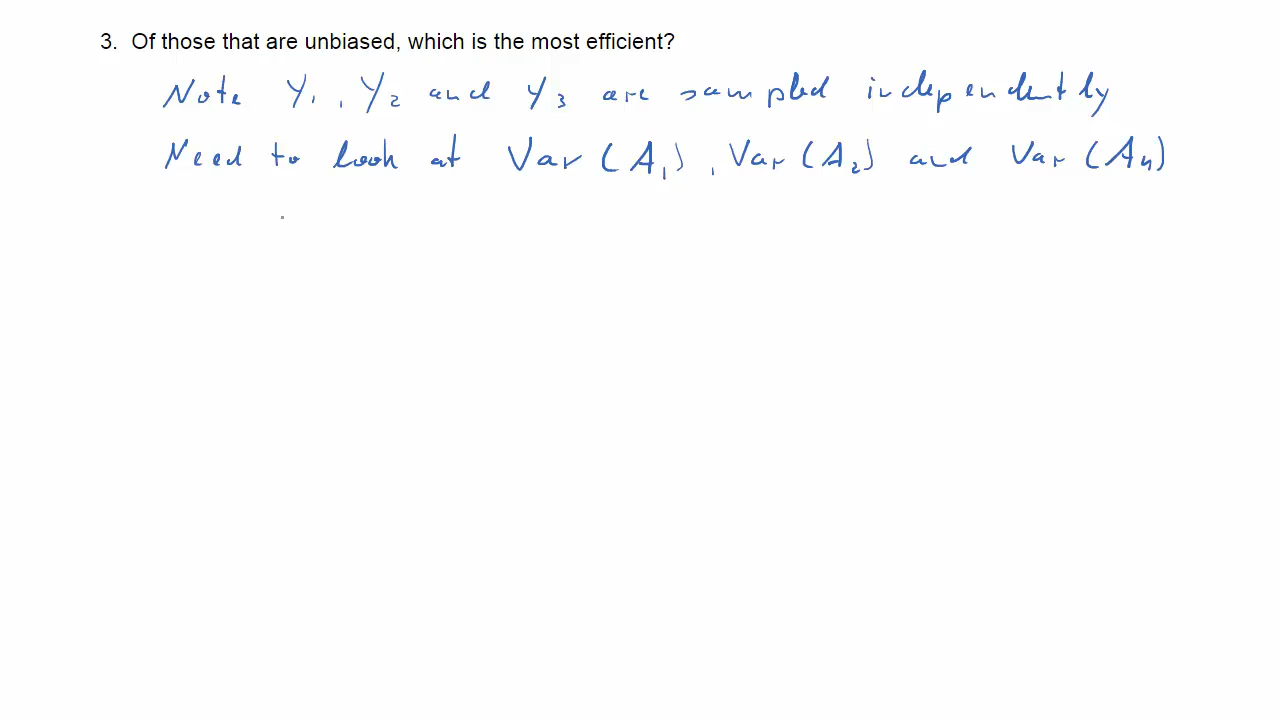 3. Of those that are unbiased, which is the most efficient?
Note Y₁, Y₂ and Y₃ are sampled independently
Need to look at Var (A₁), Var (A₂) and Var (A₄)